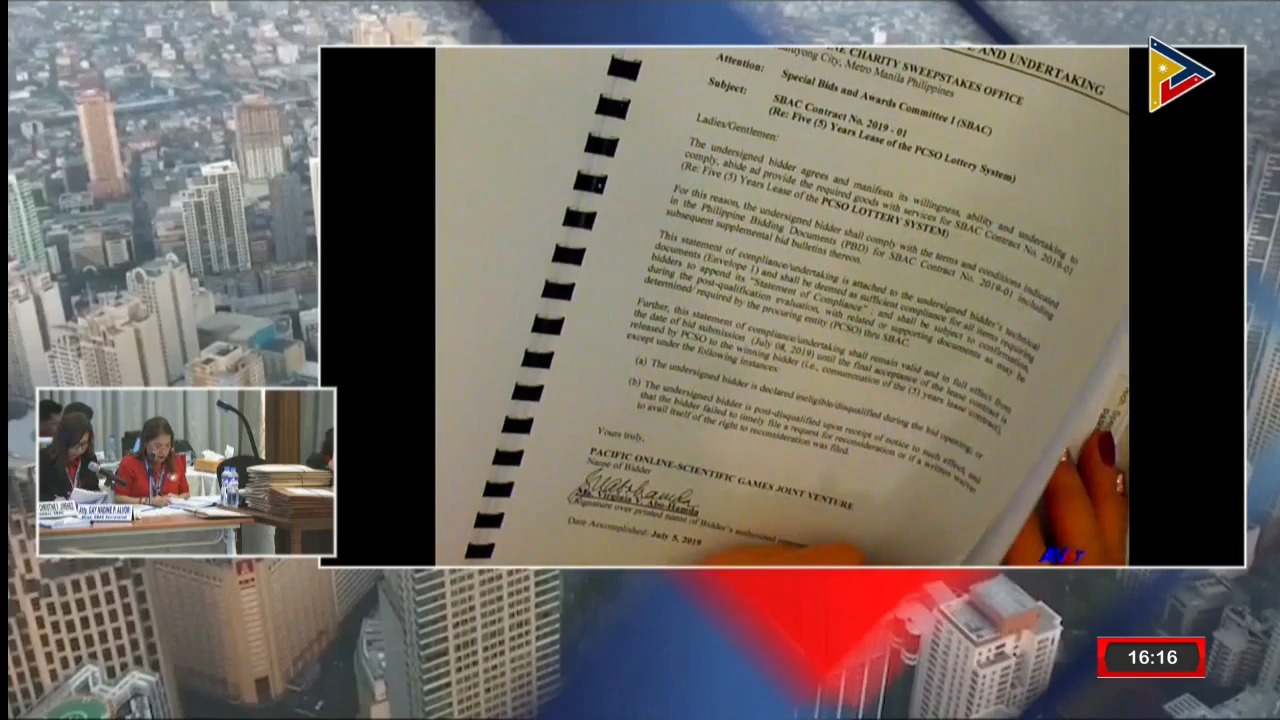 E AND UNDERTAKING
NE CHARITY SWEEPSTAKES OFFICE
City, Metro Manila Philippines
Attention: Special Bids and Awards Committee I (SBAC)
Subject: SBAC Contract No. 2019 - 01
(Re: Five (5) Years Lease of the PCSO Lottery System)
Ladies/Gentlemen:
The undersigned bidder agrees and manifests its willingness, ability and undertaking to
comply, abide ad provide the required goods with services for SBAC Contract No. 2019-01
(Re: Five (5) Years Lease of the PCSO LOTTERY SYSTEM)
For this reason, the undersigned bidder shall comply with the terms and conditions indicated
in the Philippine Bidding Documents (PBD) for SBAC Contract No. 2019-01 including
subsequent supplemental bid bulletins thereon.
This statement of compliance/undertaking is attached to the undersigned bidder's technical
documents (Envelope 1) and shall be deemed as sufficient compliance for all items requiring
bidders to append its "Statement of Compliance" ; and shall be subject to confirmation,
during the post-qualification evaluation, with related or supporting documents as may be
determined/required by the procuring entity (PCSO) thru SBAC.
Further, this statement of compliance/undertaking shall remain valid and in full effect from
the date of bid submission (July 08, 2019) until the final acceptance of the lease contract is
released by PCSO to the winning bidder (i.e., consummation of the (5) years lease contract),
except under the following instances:
(a) The undersigned bidder is declared ineligible/disqualified during the bid opening; or
(b) The undersigned bidder is post-disqualified upon receipt of notice to such effect, and
that the bidder failed to timely file a request for reconsideration or if a written waiver
to avail itself of the right to reconsideration was filed.
Yours truly,
PACIFIC ONLINE-SCIENTIFIC GAMES JOINT VENTURE
Name of Bidder
Ms. Virginia V. Abo-Hamda
(Signature over printed name of Bidder's authorized
Date Accomplished: July 5, 2019
Atty. GAY NADINE P. ALVOR
16:16